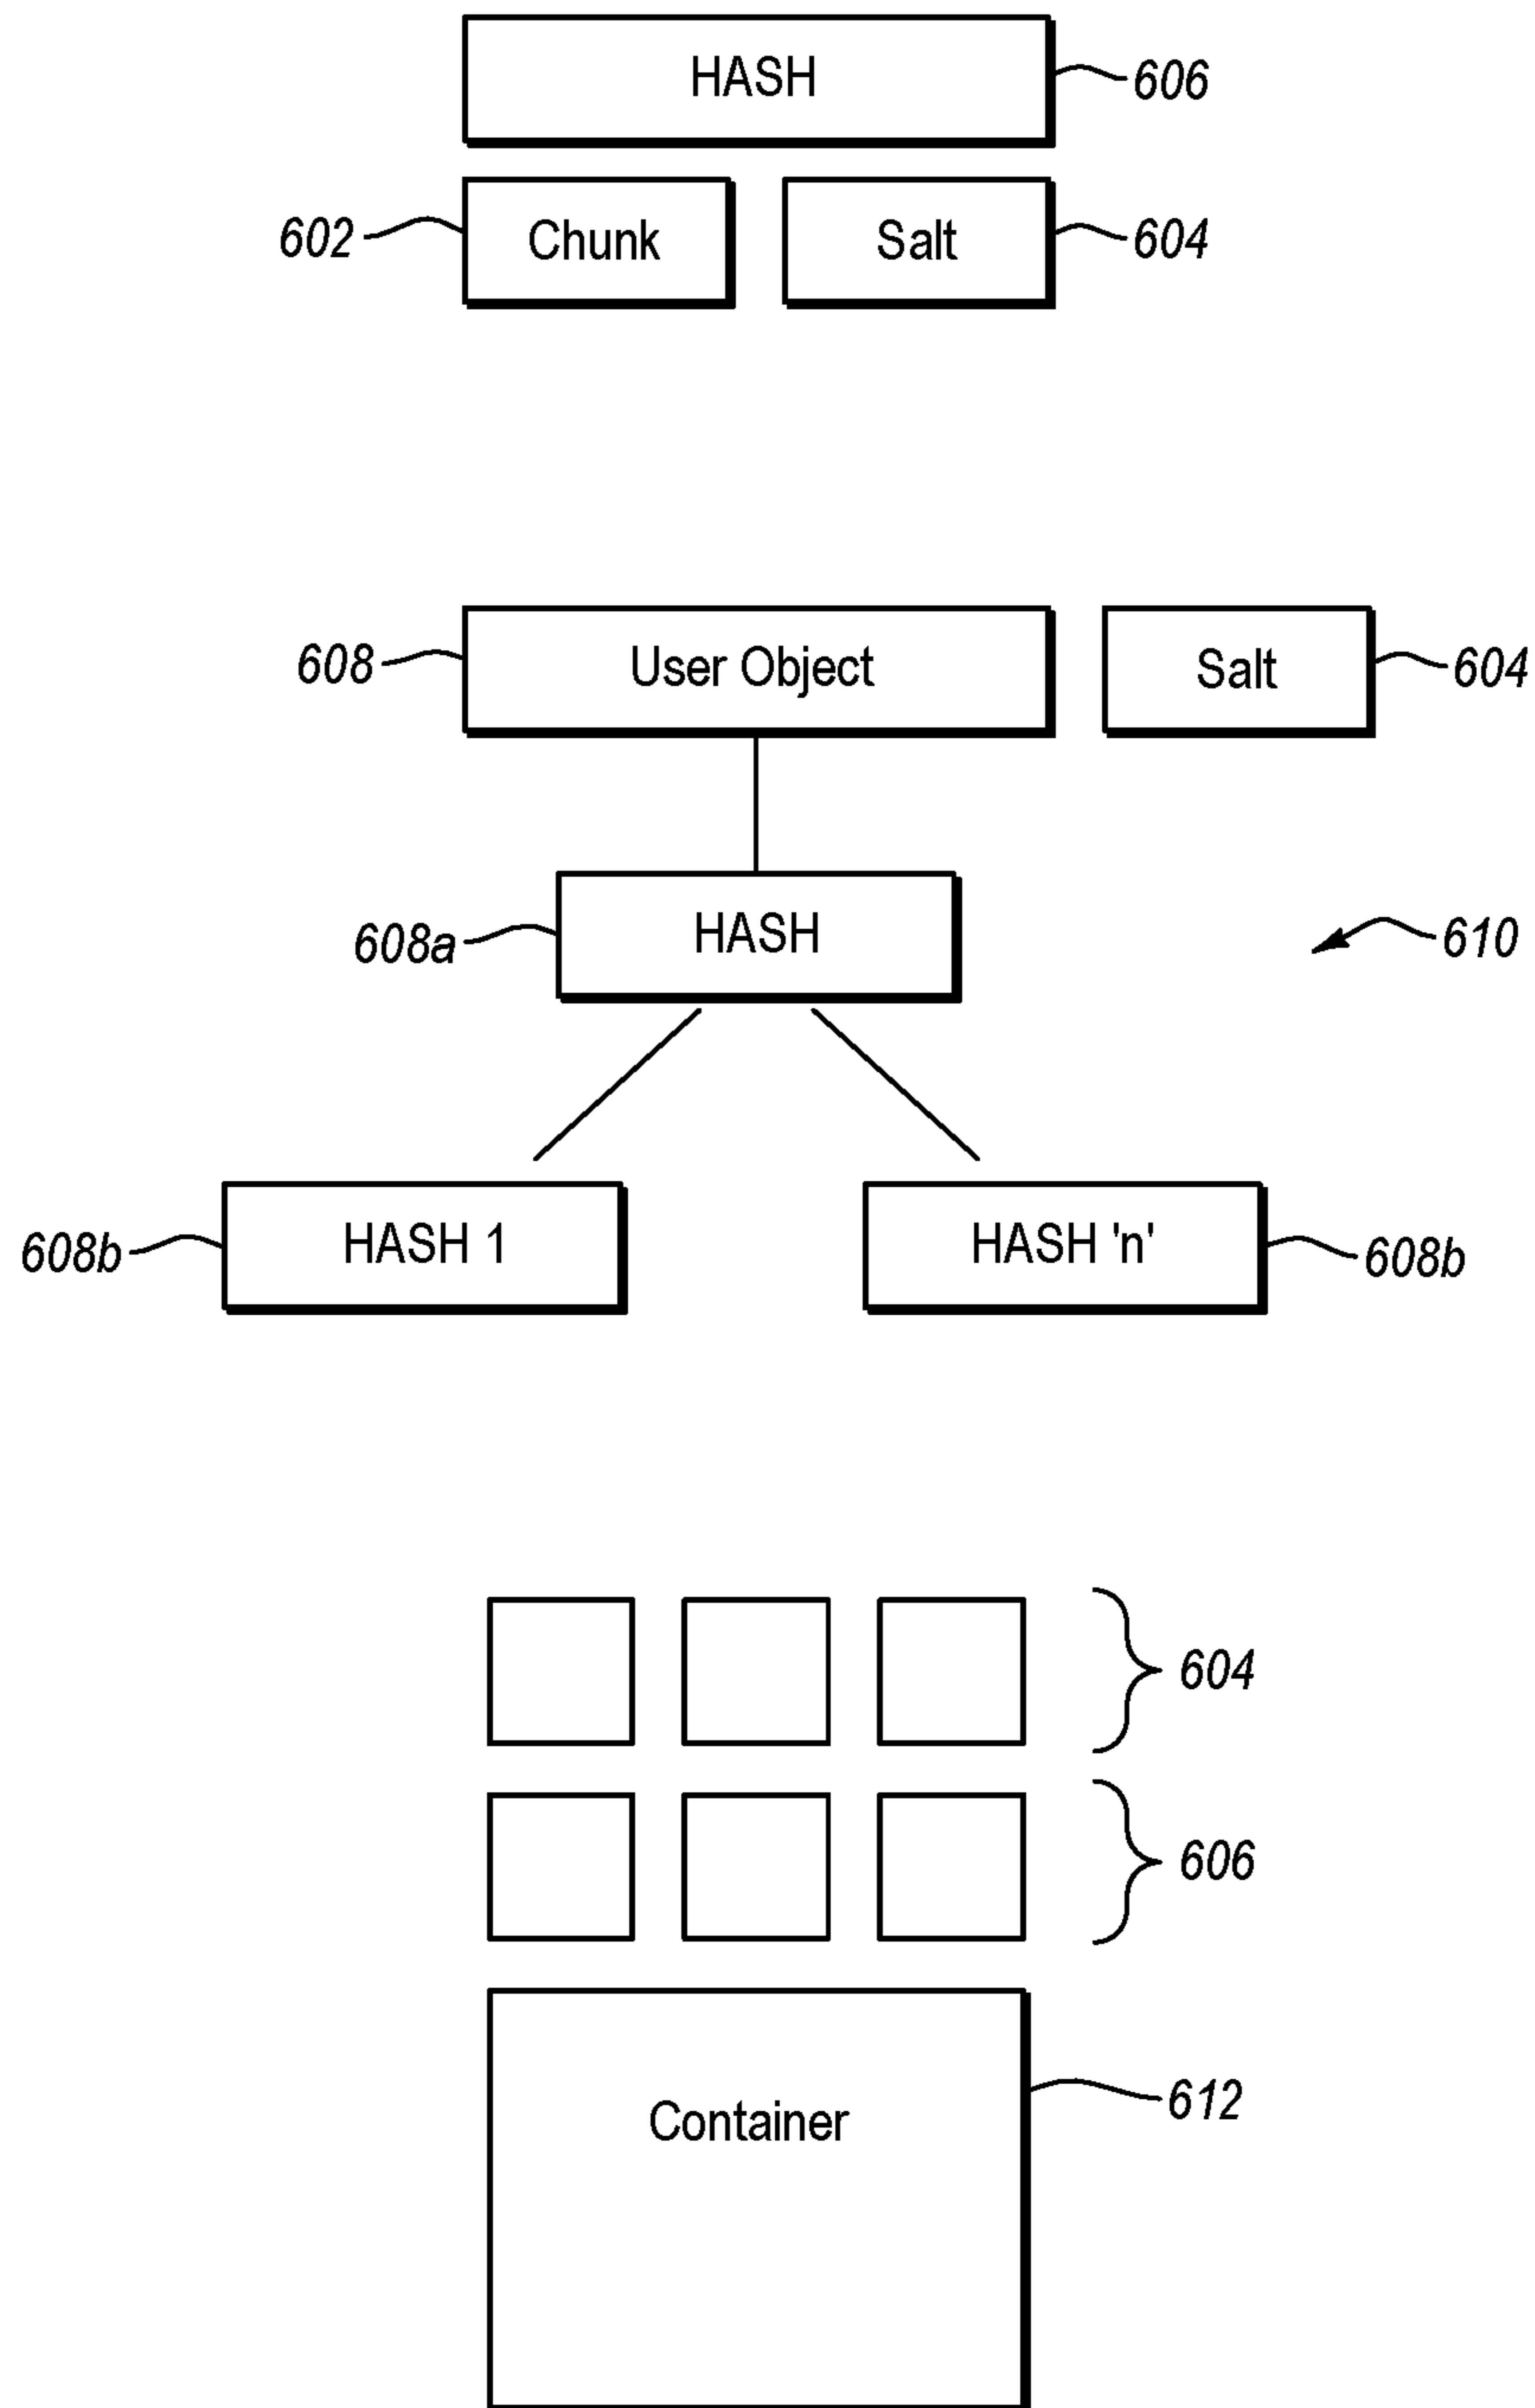 HASH 606
602 Chunk Salt 604
608 User Object Salt 604
608a HASH 610
608b HASH 1 HASH 'n' 608b
604
606
Container 612